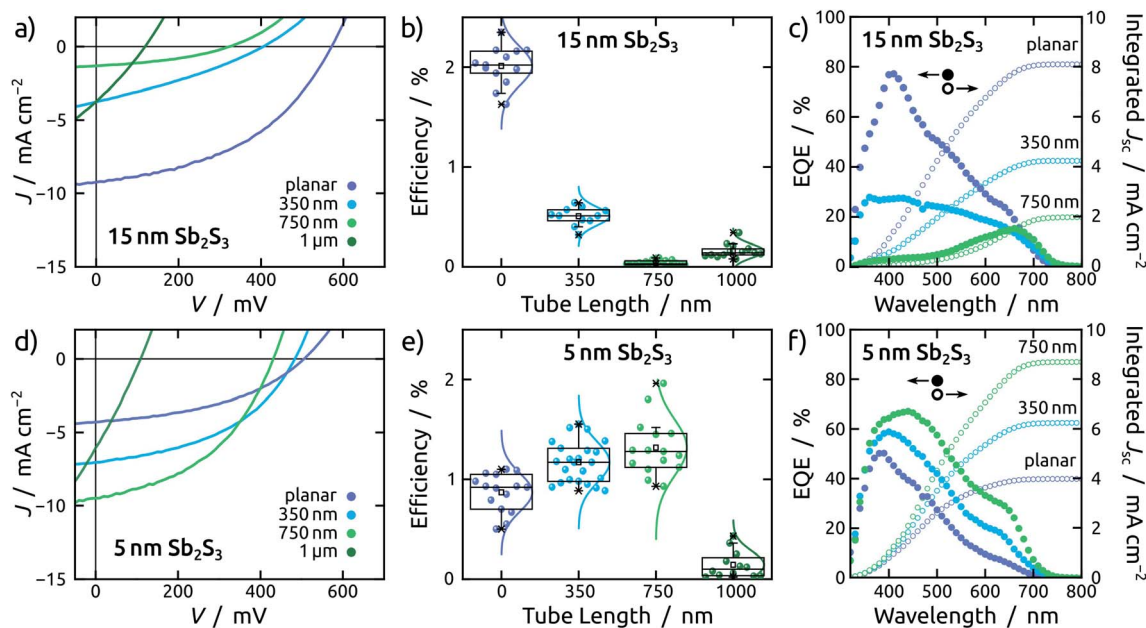 a)
J / mA cm⁻²
0
−5
−10
−15
planar
350 nm
750 nm
1 µm
15 nm Sb₂S₃
0 200 400 600
V / mV
b)
15 nm Sb₂S₃
Efficiency / %
2
1
0
0 350 750 1000
Tube Length / nm
c)
15 nm Sb₂S₃
EQE / %
100
80
60
40
20
0
planar
350 nm
750 nm
10
8
6
4
2
0
Integrated Jsc / mA cm⁻²
400 500 600 700 800
Wavelength / nm
d)
J / mA cm⁻²
0
−5
−10
−15
planar
350 nm
750 nm
1 µm
5 nm Sb₂S₃
0 200 400 600
V / mV
e)
5 nm Sb₂S₃
Efficiency / %
2
1
0
0 350 750 1000
Tube Length / nm
f)
5 nm Sb₂S₃
EQE / %
100
80
60
40
20
0
750 nm
350 nm
planar
10
8
6
4
2
0
Integrated Jsc / mA cm⁻²
400 500 600 700 800
Wavelength / nm